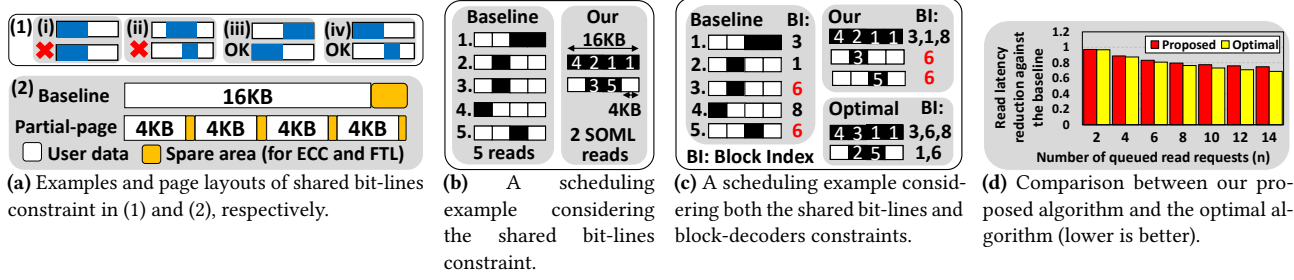 (1) (i) (ii) (iii) (iv)
OK OK
(2)
Baseline 16KB
Partial-page 4KB 4KB 4KB 4KB
User data Spare area (for ECC and FTL)
(a) Examples and page layouts of shared bit-lines
constraint in (1) and (2), respectively.
Baseline
1.
2.
3.
4.
5.
5 reads
Our
16KB
4 2 1 1
3 5
4KB
2 SOML
reads
(b) A
scheduling
example considering
the shared bit-lines
constraint.
Baseline BI:
1. 3
2. 1
3. 6
4. 8
5. 6
BI: Block Index
Our BI:
4 2 1 1 3,1,8
3 6
5 6
Optimal BI:
4 3 1 1 3,6,8
2 5 1,6
(c) A scheduling example consid-
ering both the shared bit-lines and
block-decoders constraints.
Read latency
reduction against
the baseline
1.2
1
0.8
0.6
0.4
0.2
0
Proposed Optimal
2 4 6 8 10 12 14
Number of queued read requests (n)
(d) Comparison between our pro-
posed algorithm and the optimal al-
gorithm (lower is better).